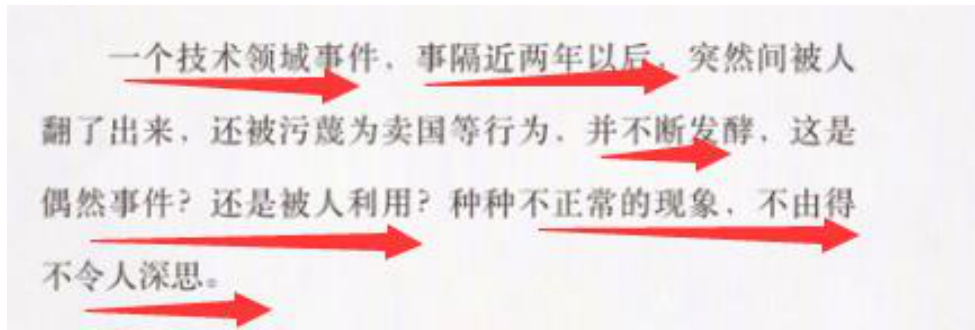 一个技术领域事件，事隔近两年以后，突然间被人
翻了出来，还被污蔑为卖国等行为，并不断发酵，这是
偶然事件？还是被人利用？种种不正常的现象，不由得
不令人深思。